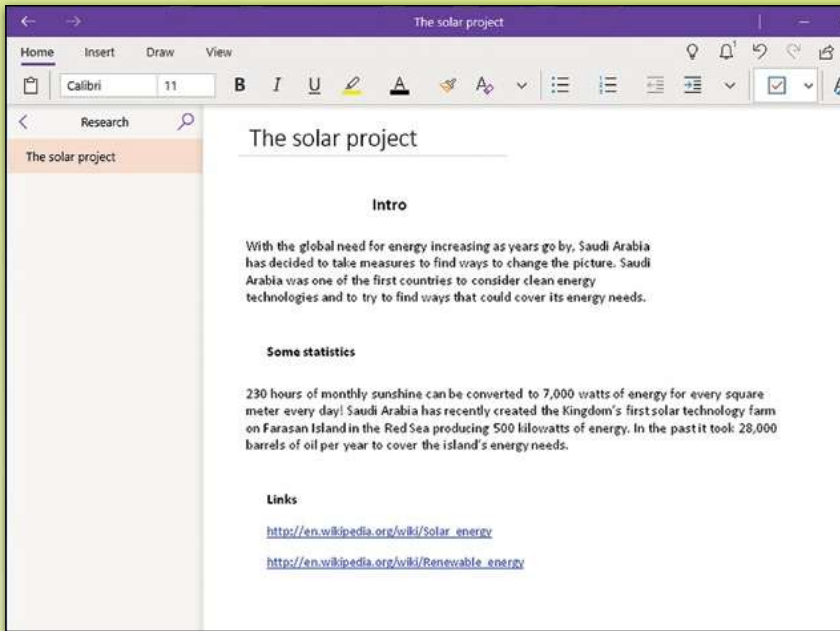 The solar project
Home Insert Draw View
Calibri 11 B I U A A
Research
The solar project
The solar project
Intro
With the global need for energy increasing as years go by, Saudi Arabia
has decided to take measures to find ways to change the picture. Saudi
Arabia was one of the first countries to consider clean energy
technologies and to try to find ways that could cover its energy needs.
Some statistics
230 hours of monthly sunshine can be converted to 7,000 watts of energy for every square
meter every day! Saudi Arabia has recently created the Kingdom's first solar technology farm
on Farasan Island in the Red Sea producing 500 kilowatts of energy. In the past it took 28,000
barrels of oil per year to cover the island's energy needs.
Links
http://en.wikipedia.org/wiki/Solar_energy
http://en.wikipedia.org/wiki/Renewable_energy